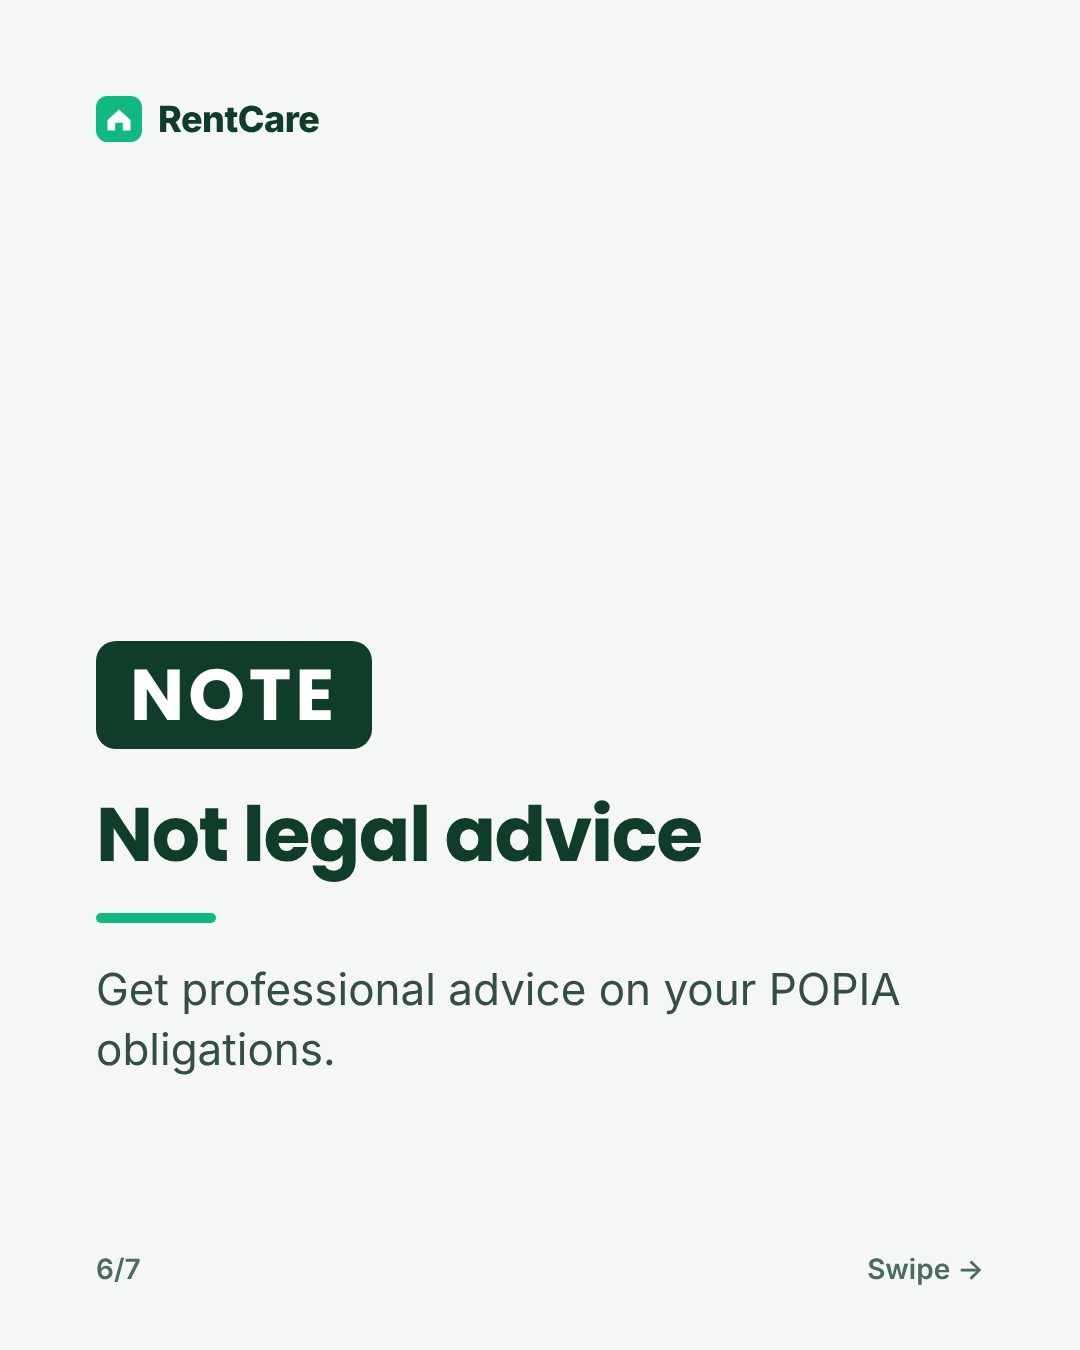 RentCare
NOTE
Not legal advice
Get professional advice on your POPIA
obligations.
6/7
Swipe →